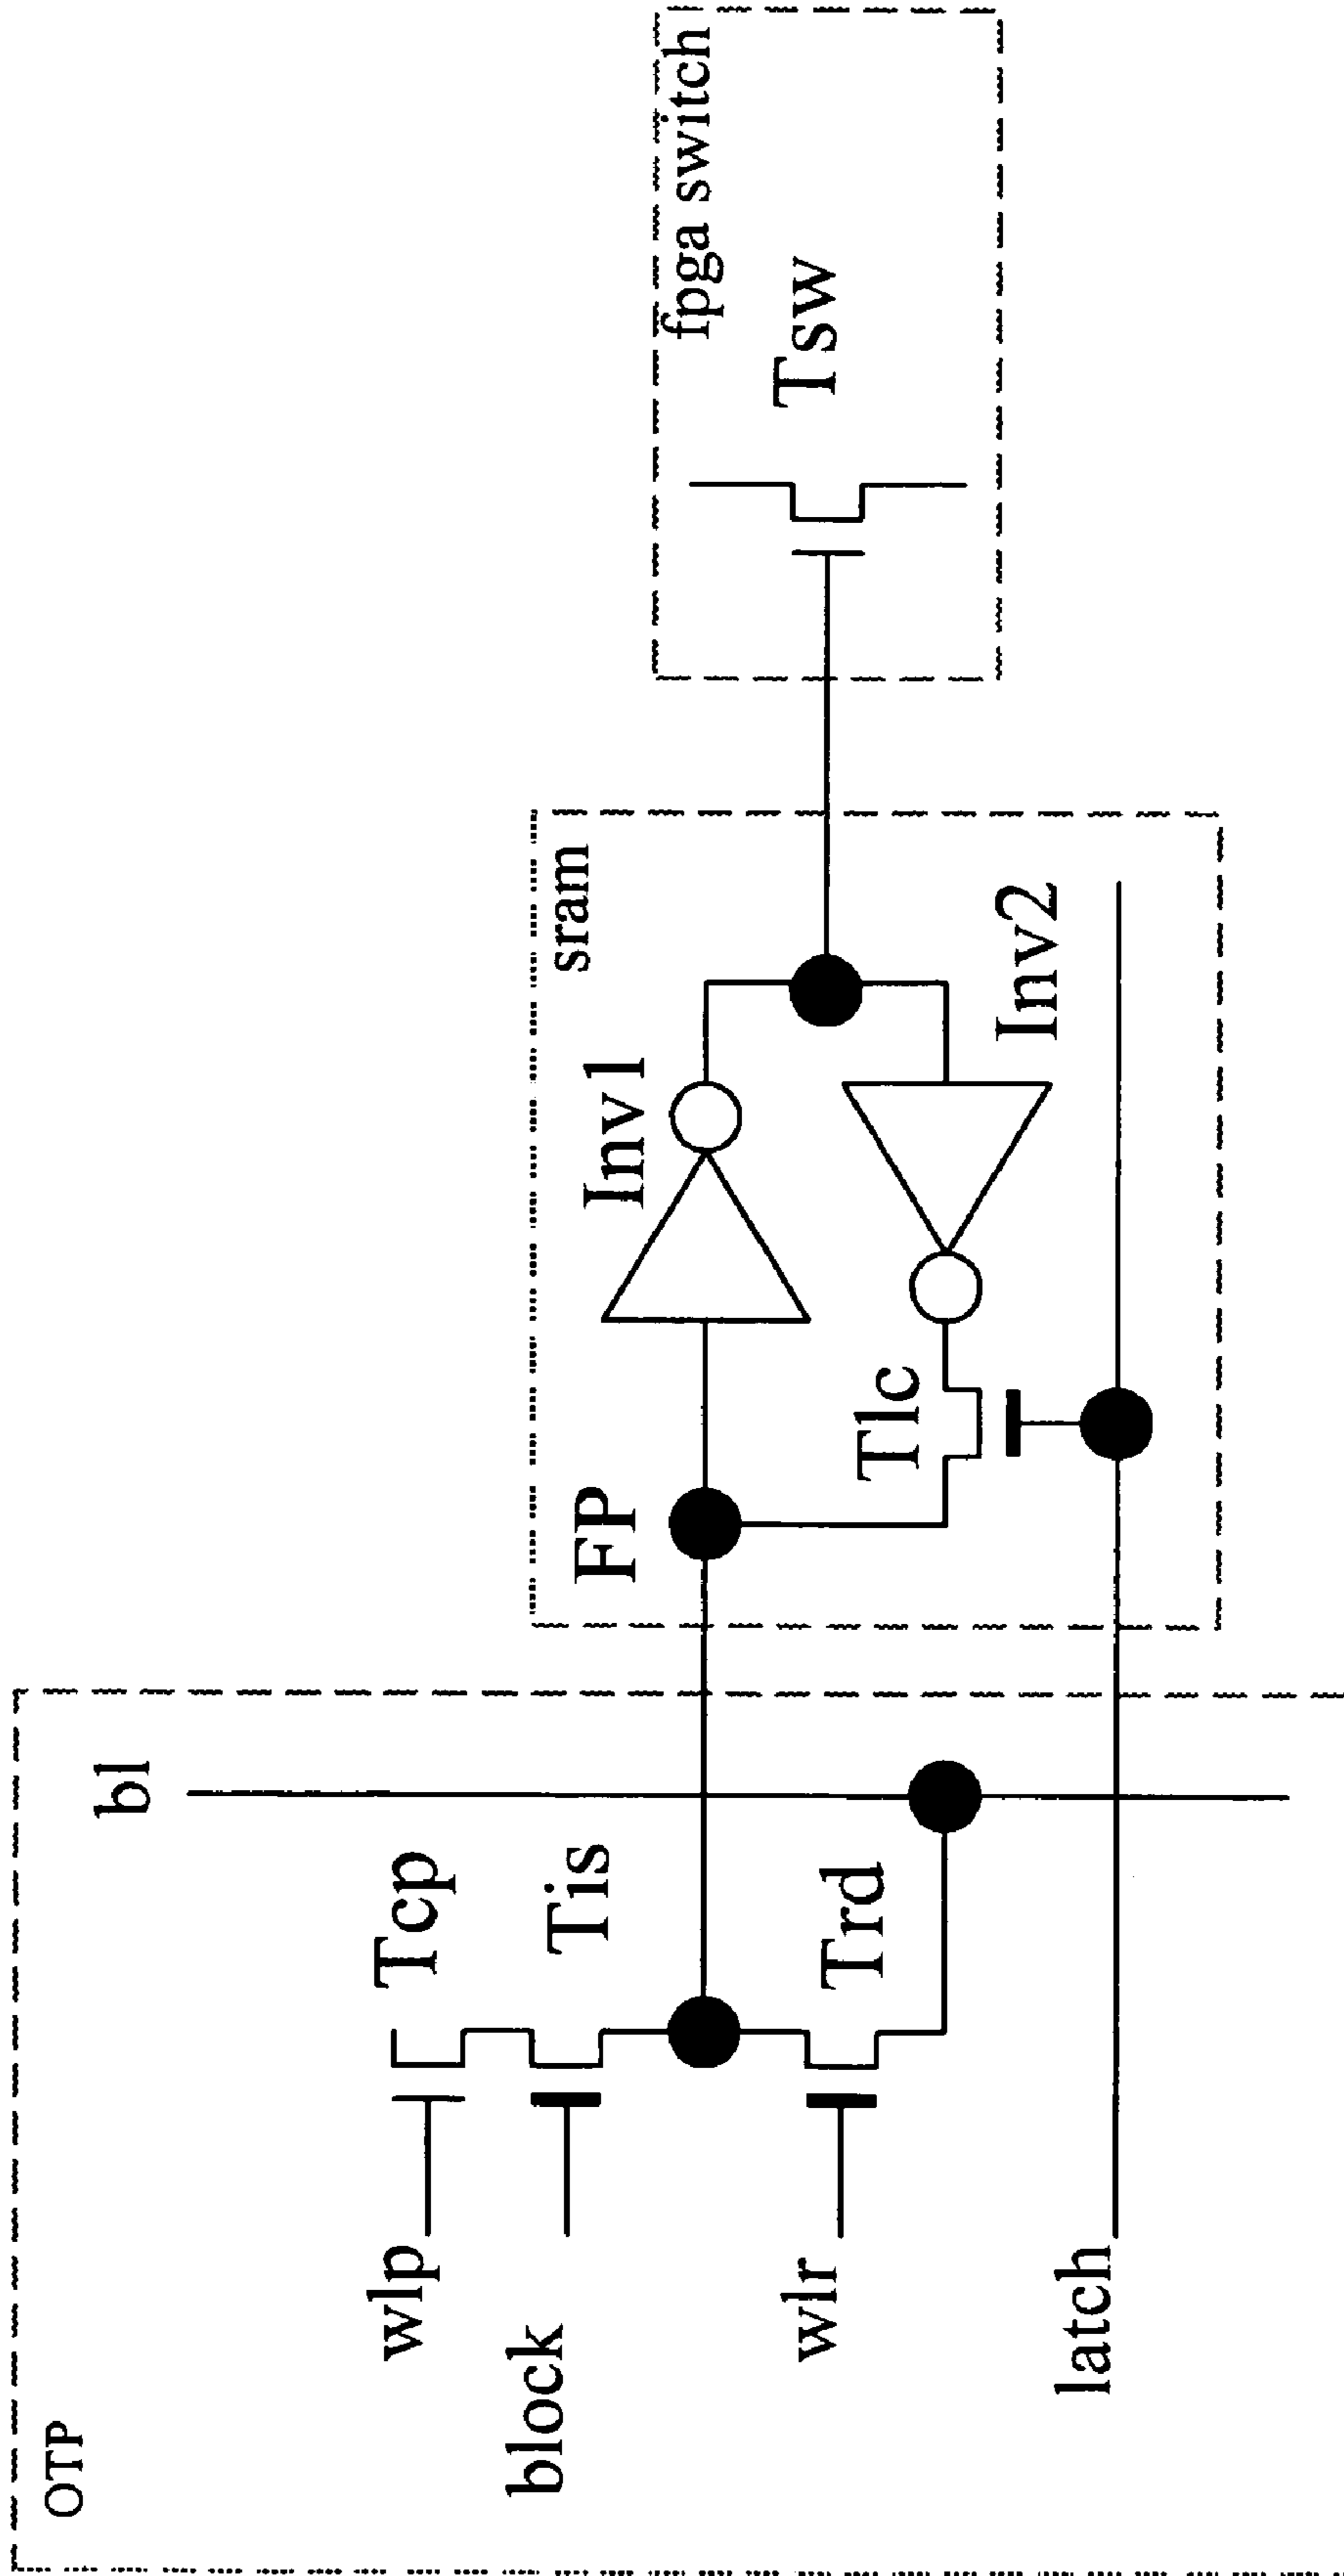 OTP
bl
wlp
Tcp
block
Tis
wlr
Trd
latch
sram
FP
Inv1
Tlc
Inv2
fpga switch
Tsw